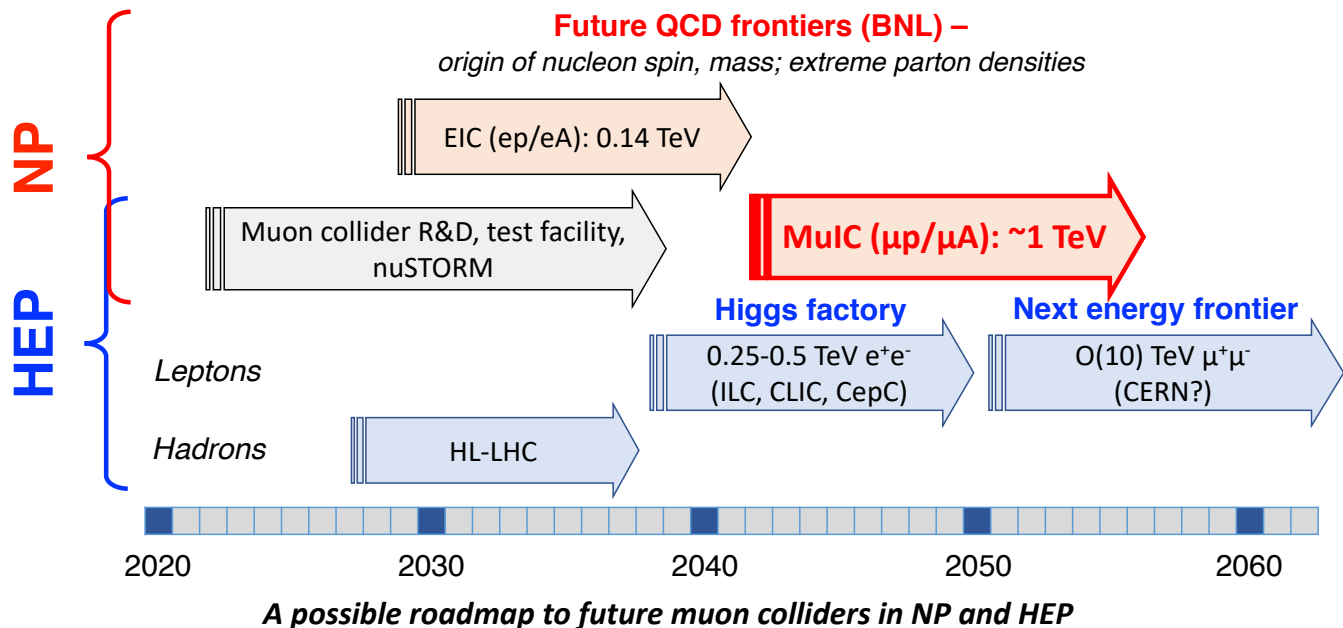 Future QCD frontiers (BNL) –
origin of nucleon spin, mass; extreme parton densities
NP
EIC (ep/eA): 0.14 TeV
Muon collider R&D, test facility,
nuSTORM
MuIC (μp/μA): ~1 TeV
HEP
Higgs factory
Next energy frontier
Leptons
0.25-0.5 TeV e⁺e⁻
(ILC, CLIC, CepC)
O(10) TeV μ⁺μ⁻
(CERN?)
Hadrons
HL-LHC
2020 2030 2040 2050 2060
A possible roadmap to future muon colliders in NP and HEP